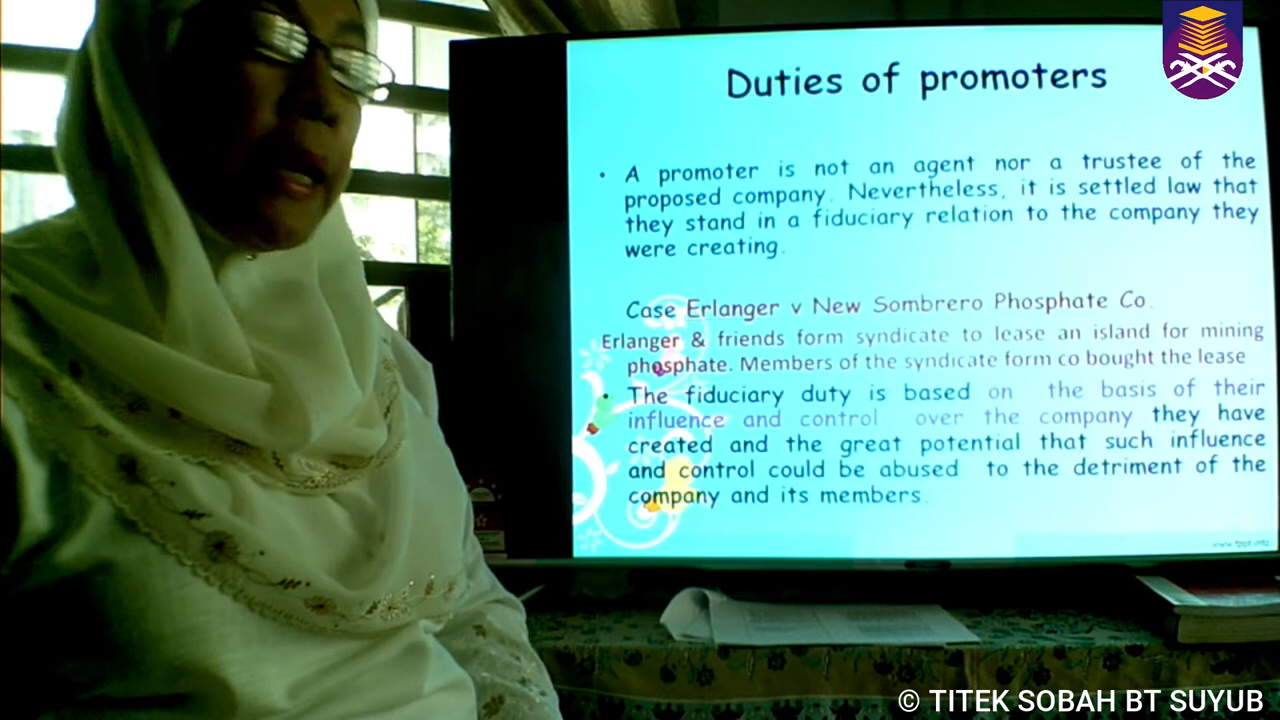 Duties of promoters
• A promoter is not an agent nor a trustee of the
proposed company. Nevertheless, it is settled law that
they stand in a fiduciary relation to the company they
were creating.
Case Erlanger v New Sombrero Phosphate Co.
Erlanger & friends form syndicate to lease an island for mining
phosphate. Members of the syndicate form co bought the lease
• The fiduciary duty is based on the basis of their
influence and control over the company they have
created and the great potential that such influence
and control could be abused to the detriment of the
company and its members.
© TITEK SOBAH BT SUYUB